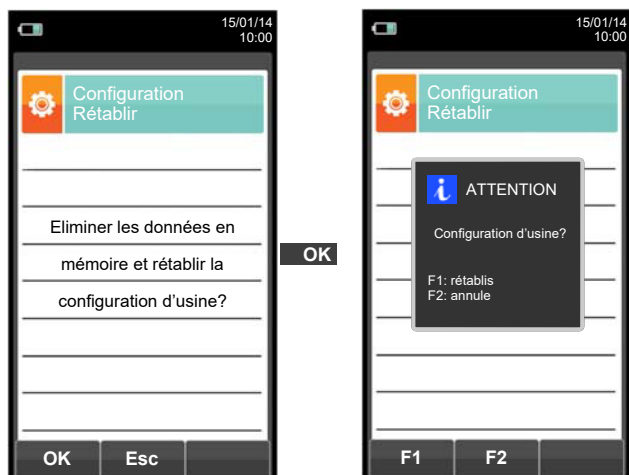 15/01/14
10:00
Configuration
Rétablir
Eliminer les données en
mémoire et rétablir la
configuration d'usine?
OK Esc
OK
15/01/14
10:00
Configuration
Rétablir
i ATTENTION
Configuration d'usine?
F1: rétablis
F2: annule
F1 F2